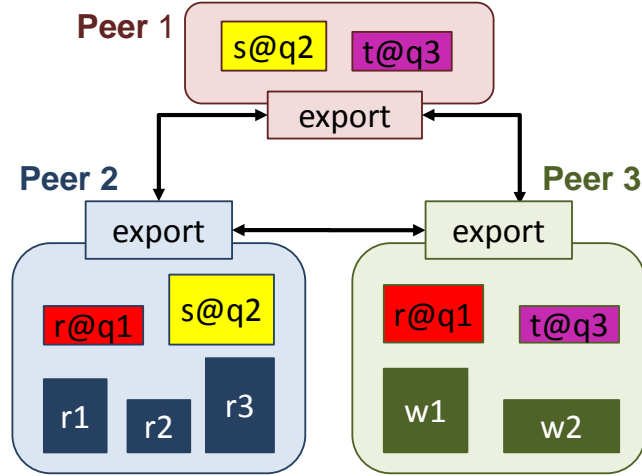 Peer 1
s@q2 t@q3
export
Peer 2 Peer 3
export export
r@q1 s@q2 r@q1 t@q3
r1 r2 r3 w1 w2